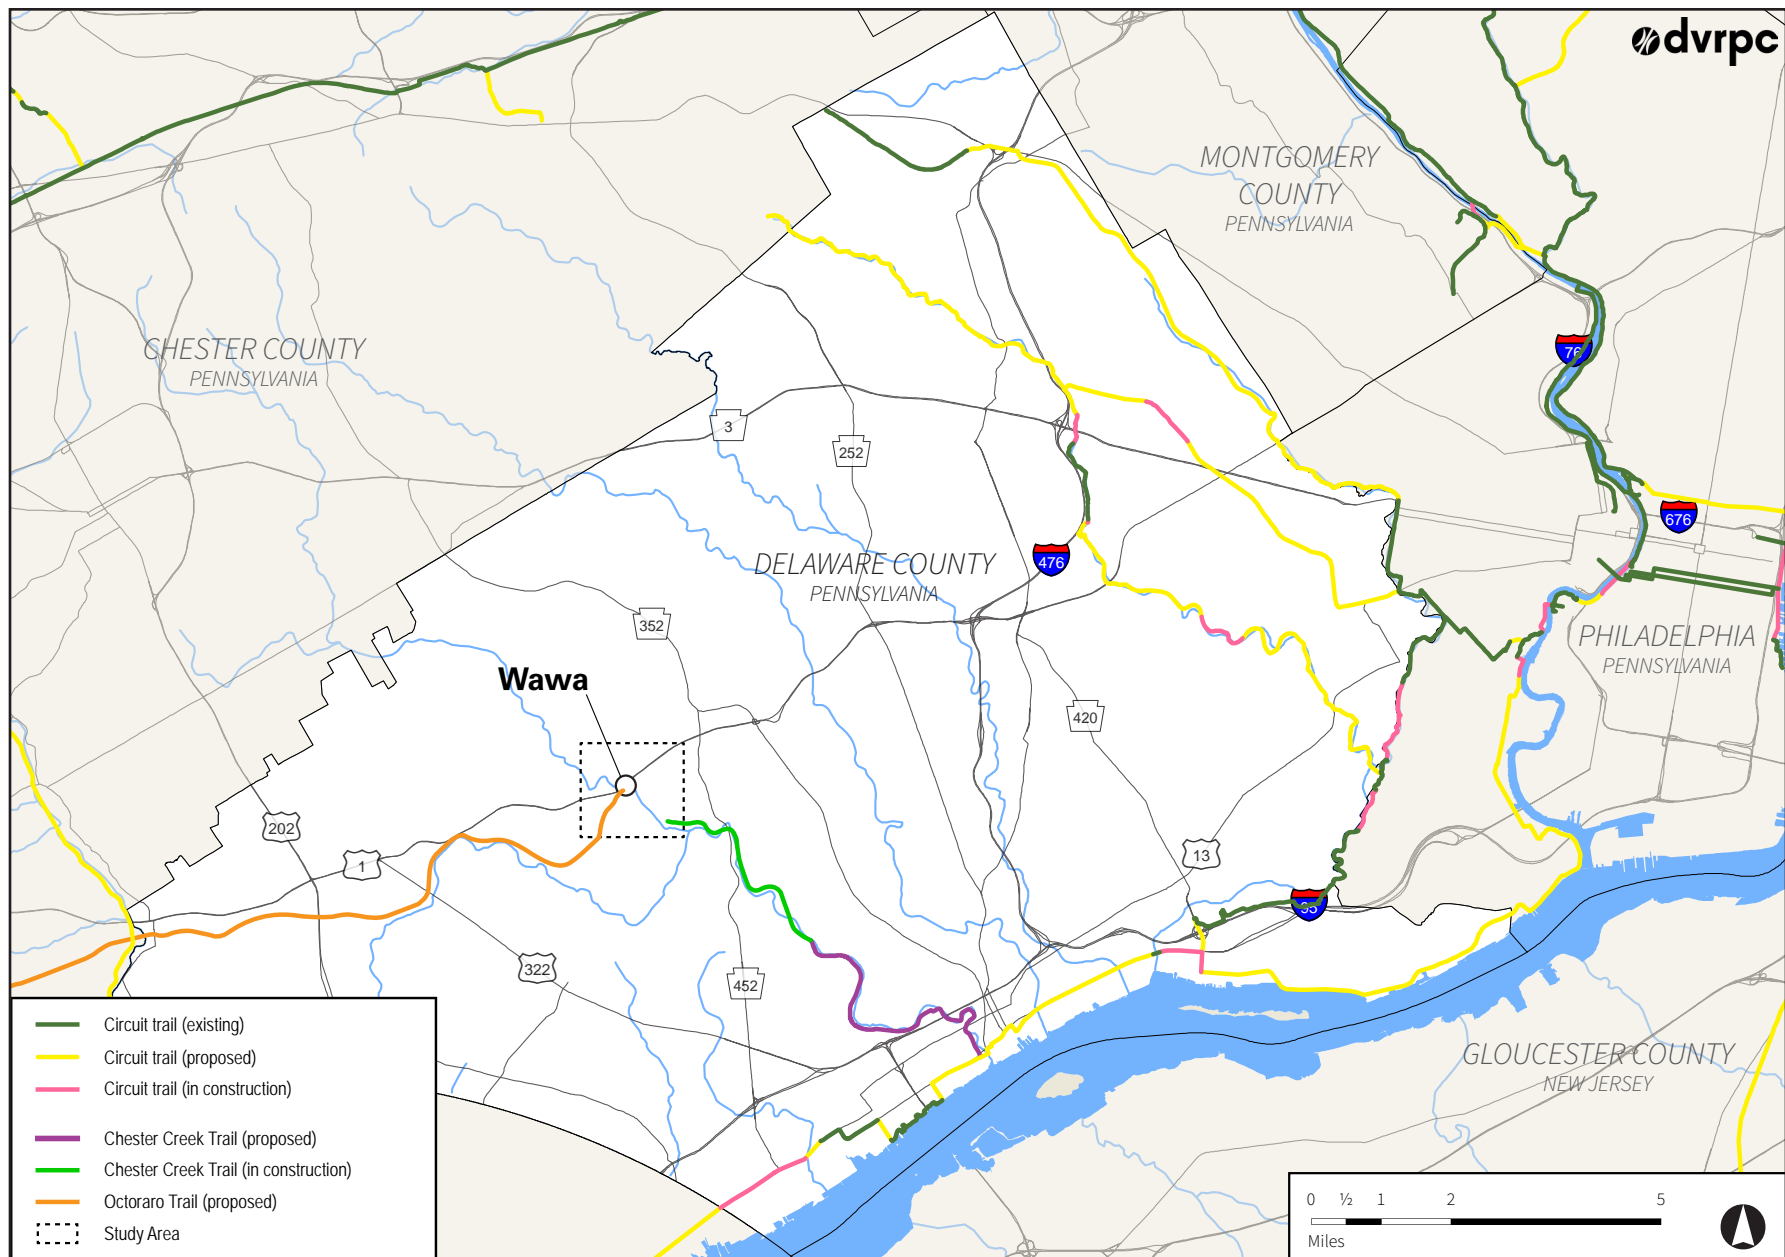 dvrpc
MONTGOMERY
COUNTY
PENNSYLVANIA
CHESTER COUNTY
PENNSYLVANIA
76
3
252
676
476
DELAWARE COUNTY
PENNSYLVANIA
352
PHILADELPHIA
PENNSYLVANIA
Wawa
420
202
1
13
95
322
452
GLOUCESTER COUNTY
NEW JERSEY
Circuit trail (existing)
Circuit trail (proposed)
Circuit trail (in construction)
Chester Creek Trail (proposed)
Chester Creek Trail (in construction)
Octoraro Trail (proposed)
Study Area
0 ½ 1 2 5
Miles